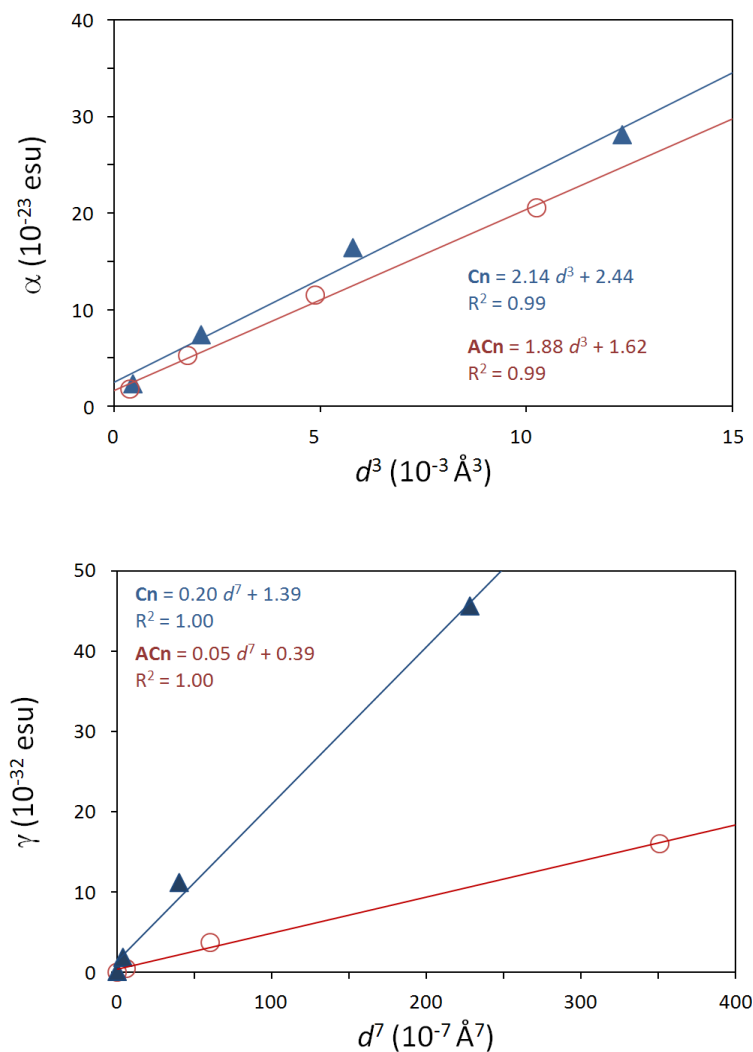 40
30
20
10
0
α (10⁻²³ esu)
Cn = 2.14 d³ + 2.44
R² = 0.99
ACn = 1.88 d³ + 1.62
R² = 0.99
0 5 10 15
d³ (10⁻³ Å³)
50
40
30
20
10
0
γ (10⁻³² esu)
Cn = 0.20 d⁷ + 1.39
R² = 1.00
ACn = 0.05 d⁷ + 0.39
R² = 1.00
0 100 200 300 400
d⁷ (10⁻⁷ Å⁷)